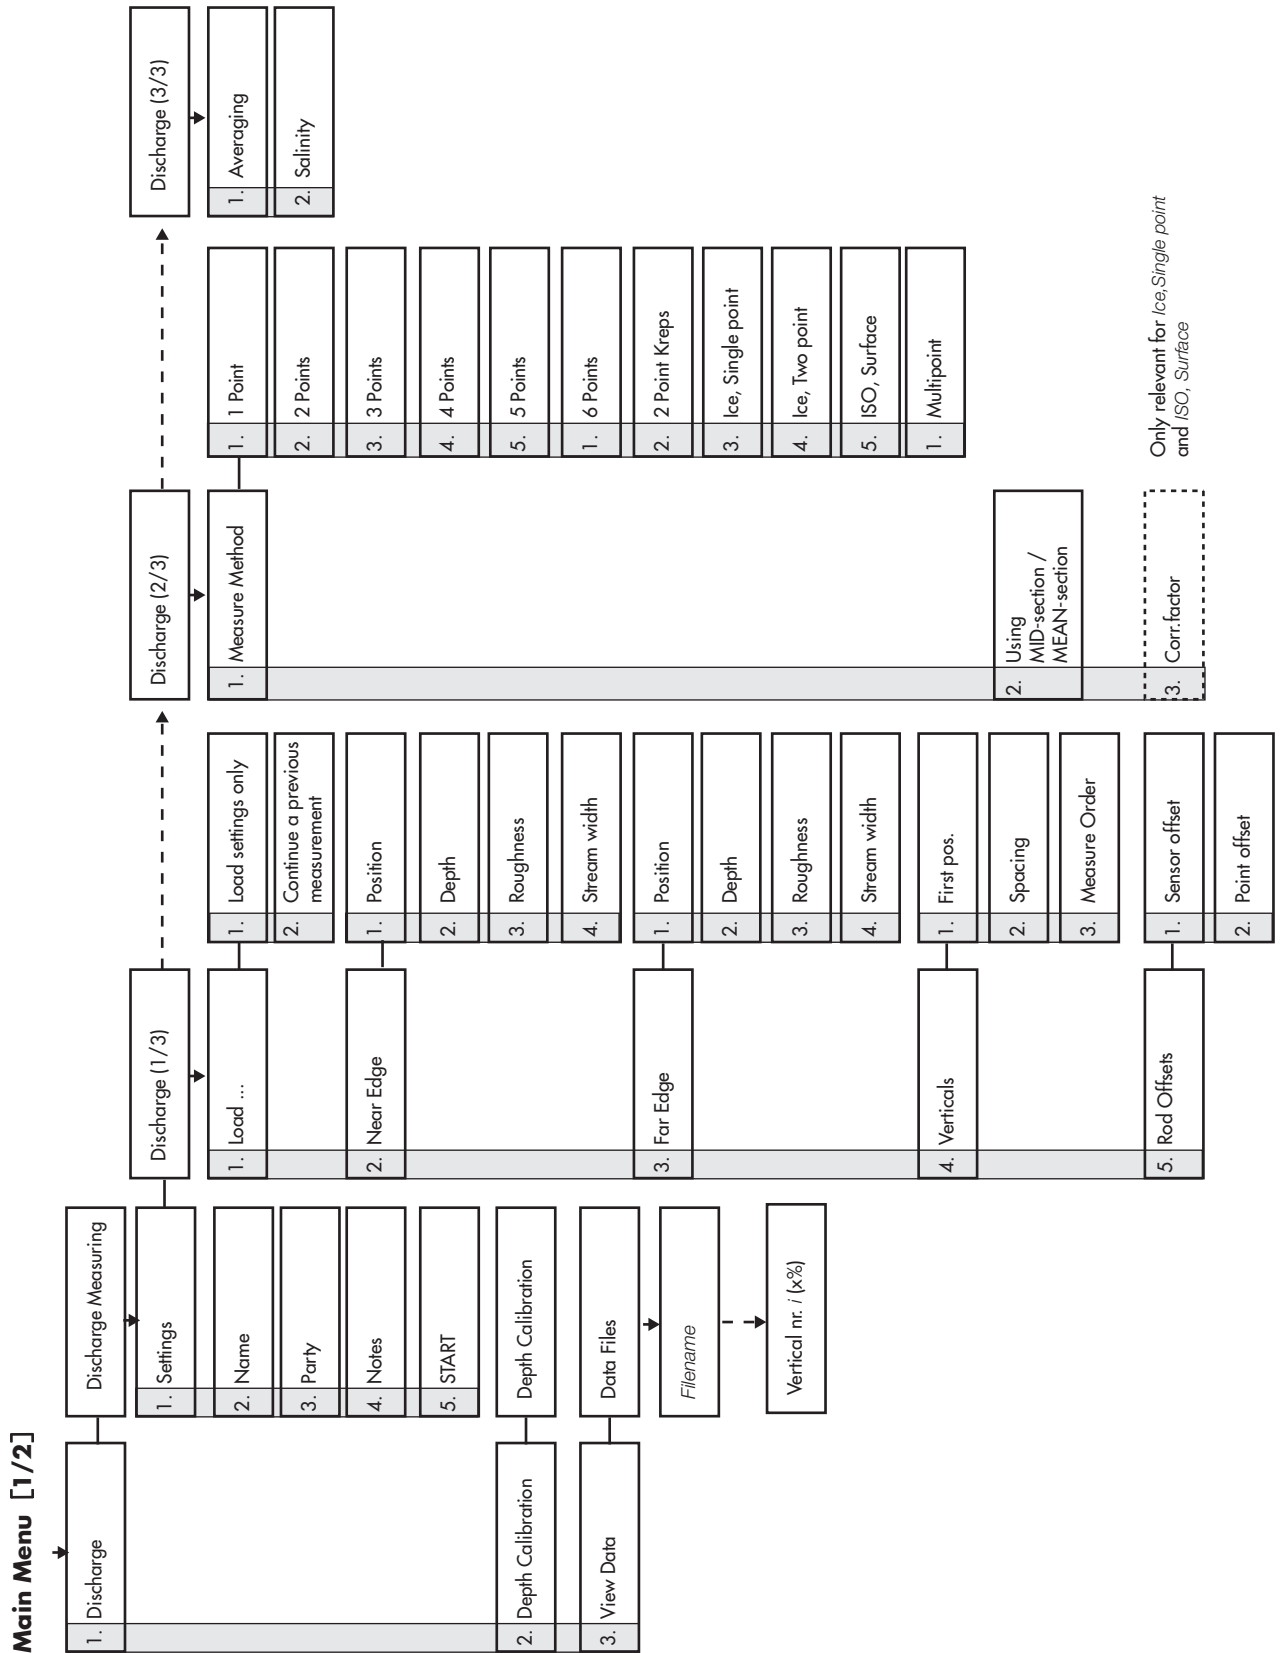 Main Menu [1/2]
1. Discharge
2. Depth Calibration
3. View Data
Discharge Measuring
1. Settings
2. Name
3. Party
4. Notes
5. START
Depth Calibration
Data Files
Filename
Vertical nr. i (x%)
Discharge (1/3)
1. Load ...
2. Near Edge
3. Far Edge
4. Verticals
5. Rod Offsets
1. Load settings only
2. Continue a previous
measurement
1. Position
2. Depth
3. Roughness
4. Stream width
1. Position
2. Depth
3. Roughness
4. Stream width
1. First pos.
2. Spacing
3. Measure Order
1. Sensor offset
2. Point offset
Discharge (2/3)
1. Measure Method
2. Using
MID-section /
MEAN-section
3. Corr.factor
1. 1 Point
2. 2 Points
3. 3 Points
4. 4 Points
5. 5 Points
1. 6 Points
2. 2 Point Kreps
3. Ice, Single point
4. Ice, Two point
5. ISO, Surface
1. Multipoint
Only relevant for Ice,Single point
and ISO, Surface
Discharge (3/3)
1. Averaging
2. Salinity